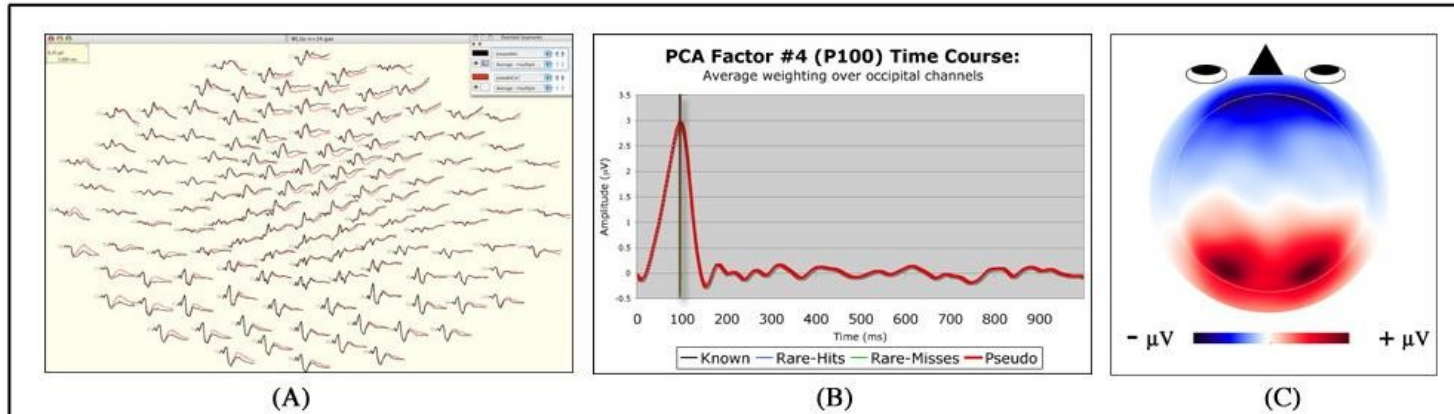 PCA Factor #4 (P100) Time Course:
Average weighting over occipital channels
Amplitude (μV)
3.5
3
2.5
2
1.5
1
0.5
0
-0.5
0 100 200 300 400 500 600 700 800 900
Time (ms)
Known Rare-Hits Rare-Misses Pseudo
- μV + μV
(A) (B) (C)